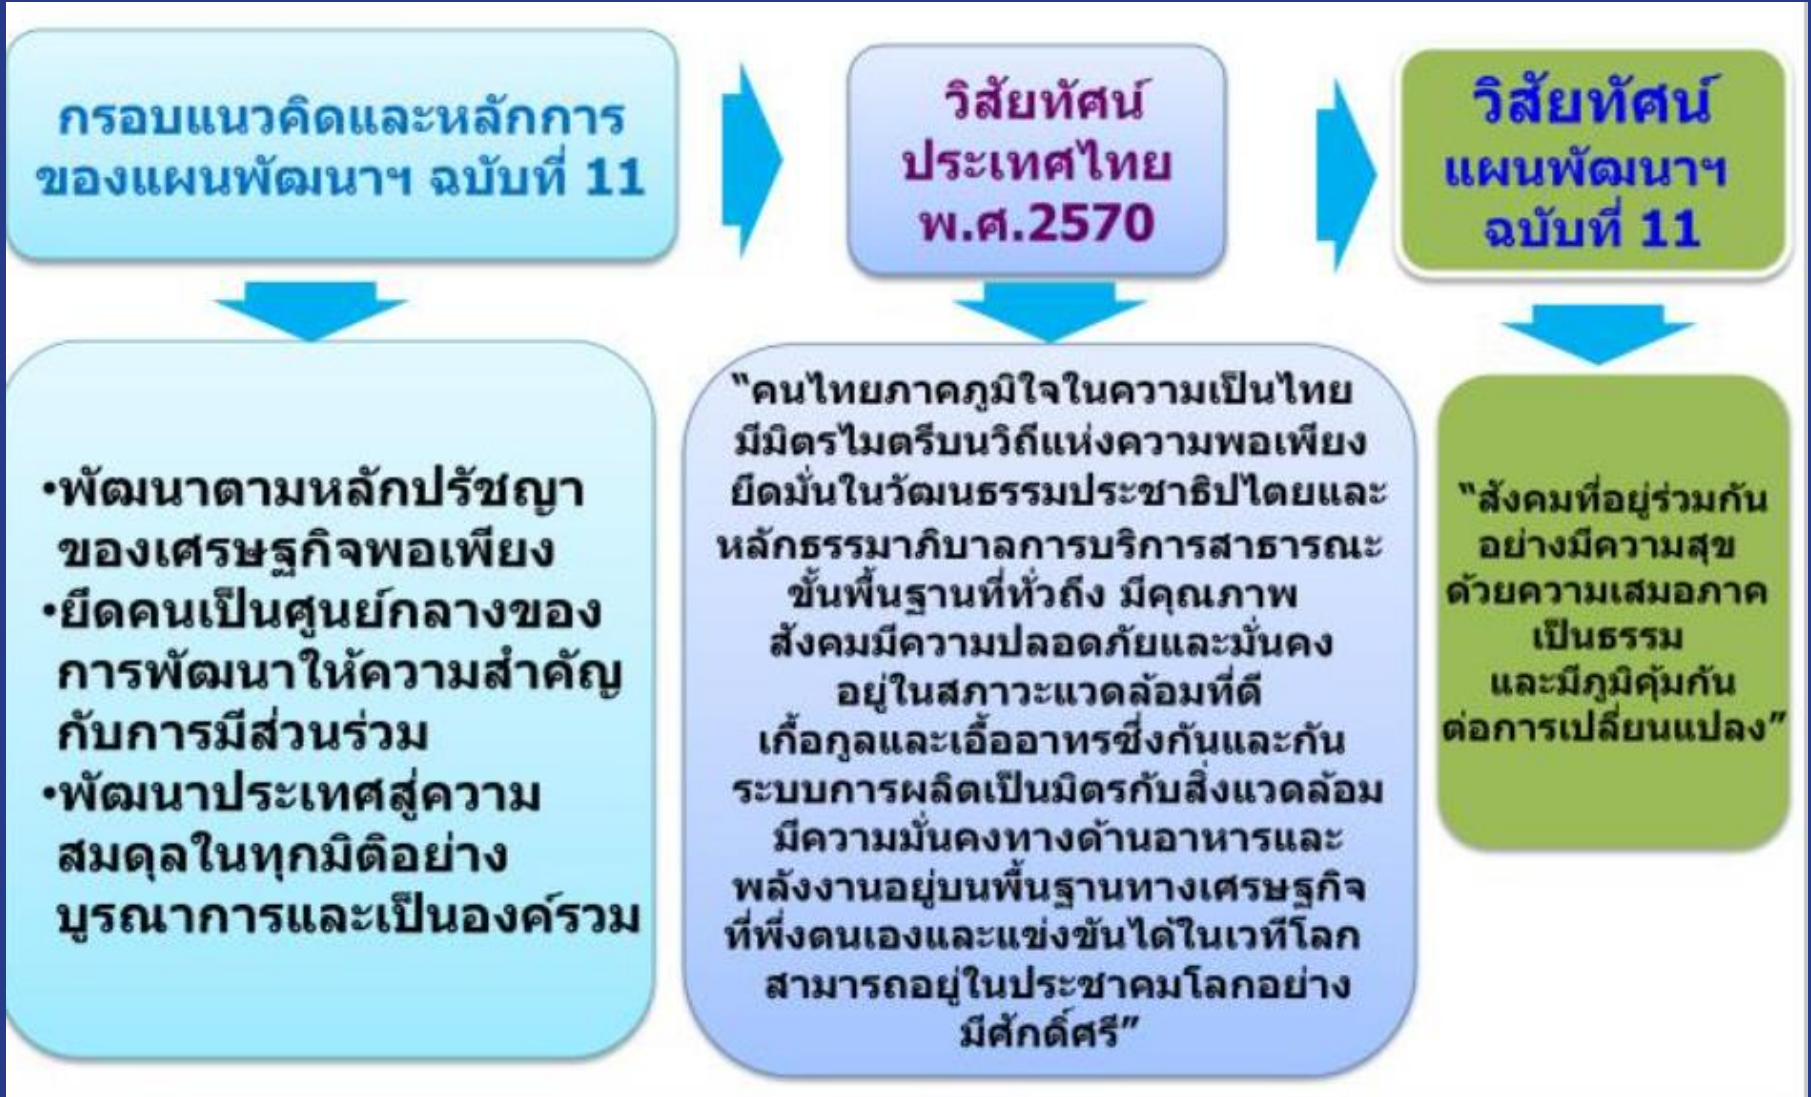 กรอบแนวคิดและหลักการ
ของแผนพัฒนาฯ ฉบับที่ 11
วิสัยทัศน์
ประเทศไทย
พ.ศ.2570
วิสัยทัศน์
แผนพัฒนาฯ
ฉบับที่ 11
•พัฒนาตามหลักปรัชญา
ของเศรษฐกิจพอเพียง
•ยึดคนเป็นศูนย์กลางของ
การพัฒนาให้ความสำคัญ
กับการมีส่วนร่วม
•พัฒนาประเทศสู่ความ
สมดุลในทุกมิติอย่าง
บูรณาการและเป็นองค์รวม
“คนไทยภาคภูมิใจในความเป็นไทย
มีมิตรไมตรีบนวิถีแห่งความพอเพียง
ยึดมั่นในวัฒนธรรมประชาธิปไตยและ
หลักธรรมาภิบาลการบริการสาธารณะ
ขั้นพื้นฐานที่ทั่วถึง มีคุณภาพ
สังคมมีความปลอดภัยและมั่นคง
อยู่ในสภาวะแวดล้อมที่ดี
เกื้อกูลและเอื้ออาทรซึ่งกันและกัน
ระบบการผลิตเป็นมิตรกับสิ่งแวดล้อม
มีความมั่นคงทางด้านอาหารและ
พลังงานอยู่บนพื้นฐานทางเศรษฐกิจ
ที่พึ่งตนเองและแข่งขันได้ในเวทีโลก
สามารถอยู่ในประชาคมโลกอย่าง
มีศักดิ์ศรี”
“สังคมที่อยู่ร่วมกัน
อย่างมีความสุข
ด้วยความเสมอภาค
เป็นธรรม
และมีภูมิคุ้มกัน
ต่อการเปลี่ยนแปลง”